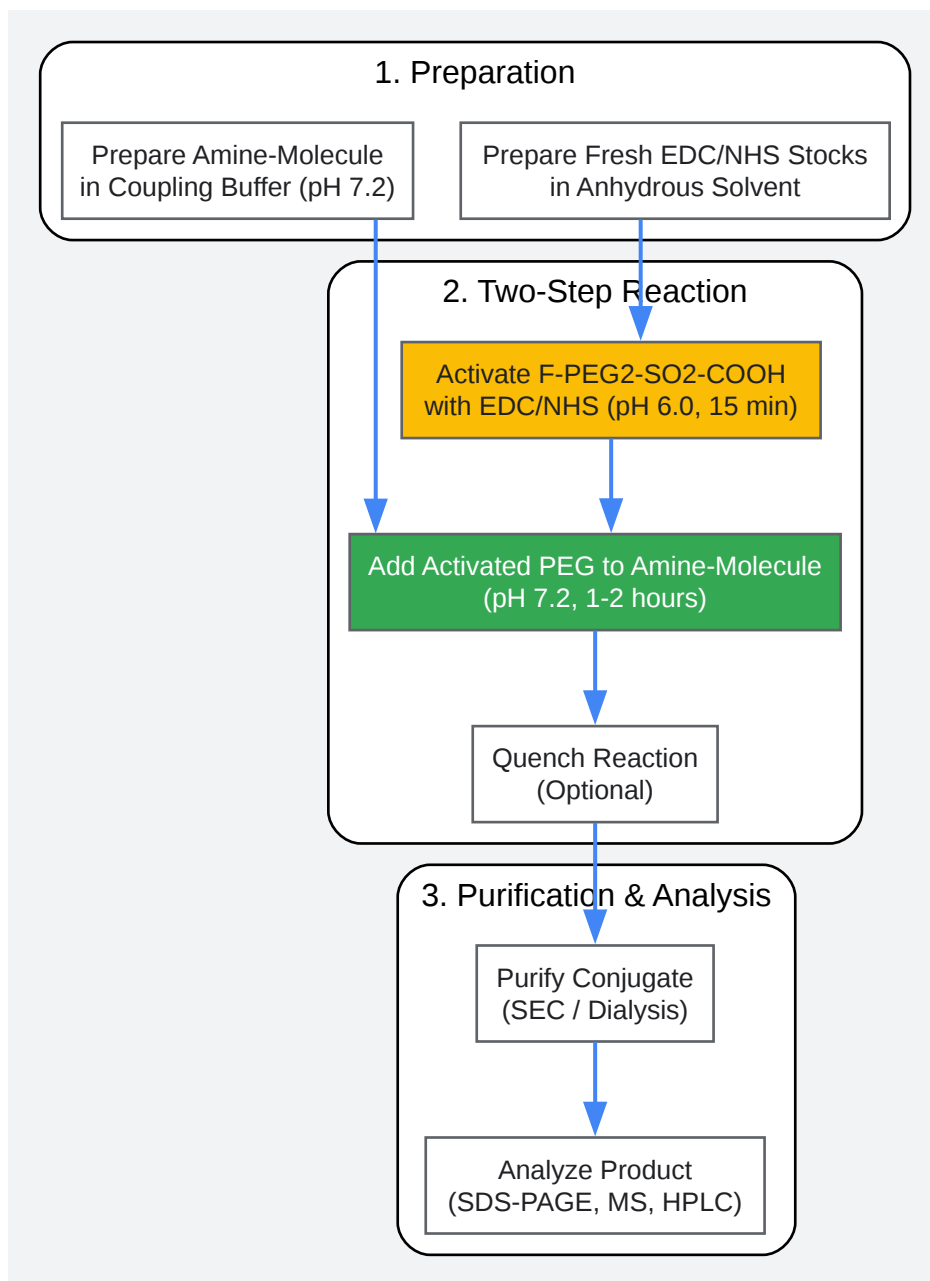 1. Preparation
Prepare Amine-Molecule
in Coupling Buffer (pH 7.2)
Prepare Fresh EDC/NHS Stocks
in Anhydrous Solvent
2. Two-Step Reaction
Activate F-PEG2-SO2-COOH
with EDC/NHS (pH 6.0, 15 min)
Add Activated PEG to Amine-Molecule
(pH 7.2, 1-2 hours)
Quench Reaction
(Optional)
3. Purification & Analysis
Purify Conjugate
(SEC / Dialysis)
Analyze Product
(SDS-PAGE, MS, HPLC)